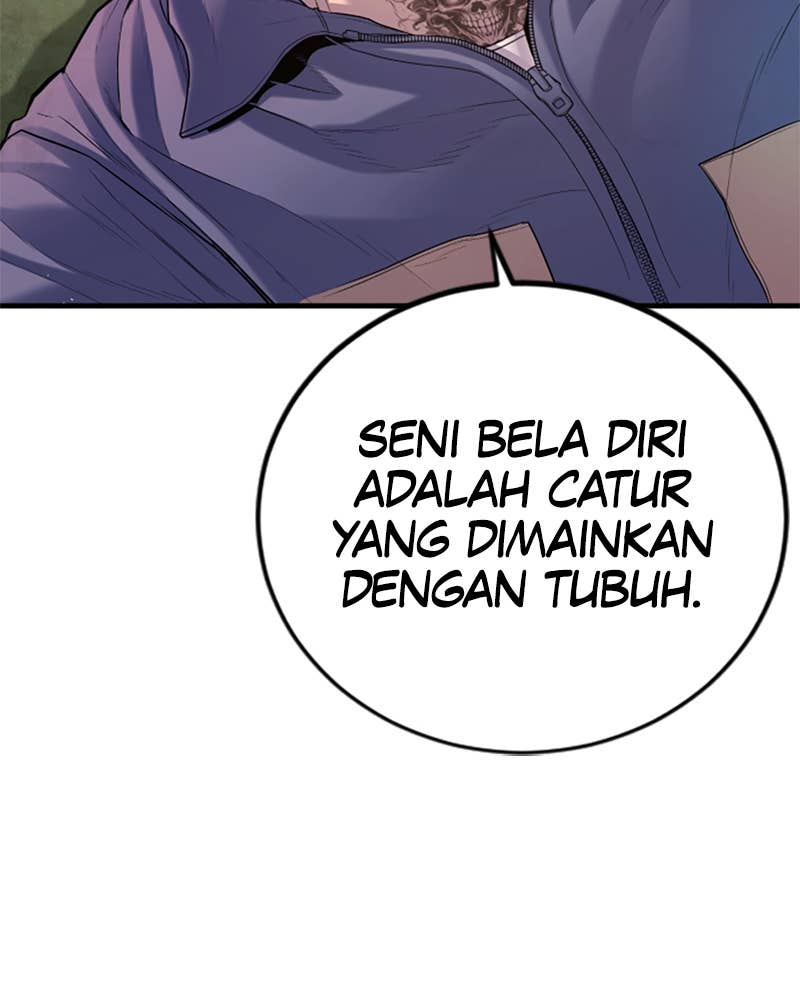 SENI BELA DIRI
ADALAH CATUR
YANG DIMAINKAN
DENGAN TUBUH.